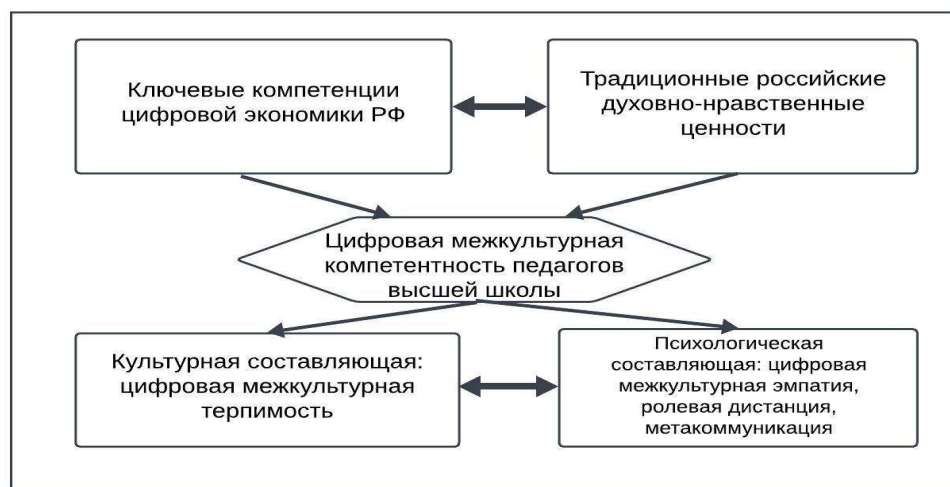 Ключевые компетенции
цифровой экономики РФ
Традиционные российские
духовно-нравственные
ценности
Цифровая межкультурная
компетентность педагогов
высшей школы
Культурная составляющая:
цифровая межкультурная
терпимость
Психологическая
составляющая: цифровая
межкультурная эмпатия,
ролевая дистанция,
метакоммуникация